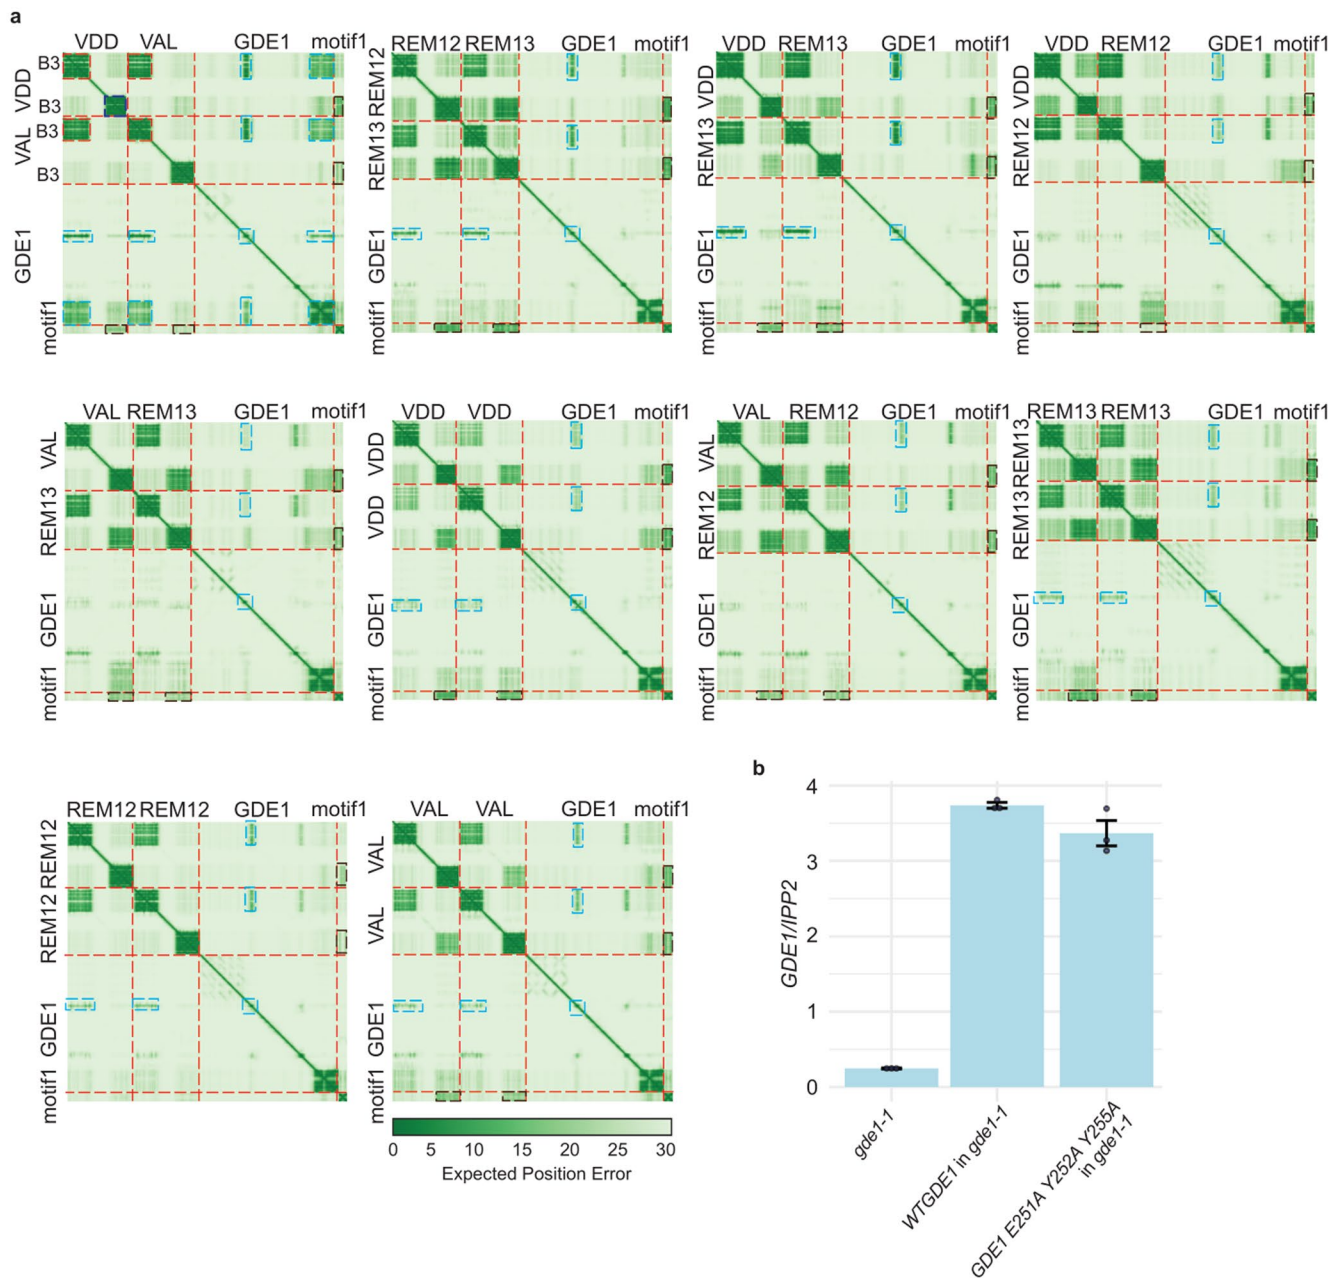 a
VDD VAL GDE1 motif1
B3
B3
B3
B3
VDD
VAL
GDE1
motif1
REM12 REM13 GDE1 motif1
REM12
REM13
GDE1
motif1
VDD REM13 GDE1 motif1
VDD
REM13
GDE1
motif1
VDD REM12 GDE1 motif1
VDD
REM12
GDE1
motif1
VAL REM13 GDE1 motif1
VAL
REM13
GDE1
motif1
VDD VDD GDE1 motif1
VDD
VDD
GDE1
motif1
VAL REM12 GDE1 motif1
VAL
REM12
GDE1
motif1
REM13 REM13 GDE1 motif1
REM13
REM13
GDE1
motif1
REM12 REM12 GDE1 motif1
REM12
REM12
GDE1
motif1
VAL VAL GDE1 motif1
VAL
VAL
GDE1
motif1
0 5 10 15 20 25 30
Expected Position Error
b
GDE1/IPP2
4
3
2
1
0
gde1-1
WTGDE1 in gde1-1
GDE1 E251A Y252A Y255A
in gde1-1